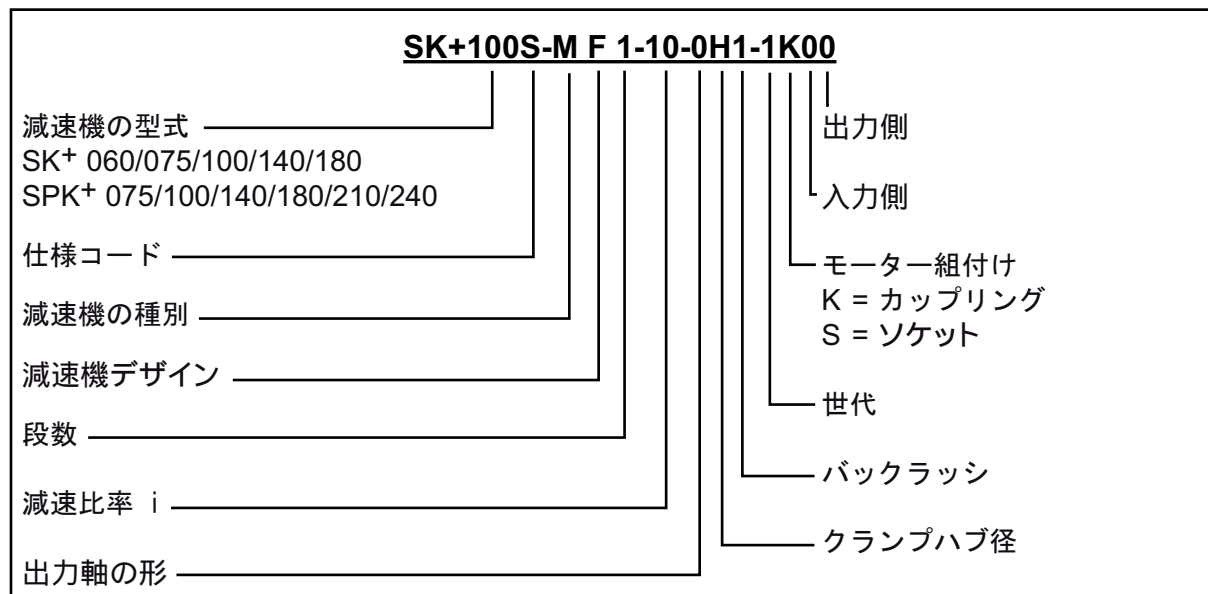 SK+100S-M F 1-10-0H1-1K00
減速機の型式
SK+ 060/075/100/140/180
SPK+ 075/100/140/180/210/240
仕様コード
減速機の種別
減速機デザイン
段数
減速比率 i
出力軸の形
出力側
入力側
モーター組付け
K = カップリング
S = ソケット
世代
バックラッシ
クランプハブ径